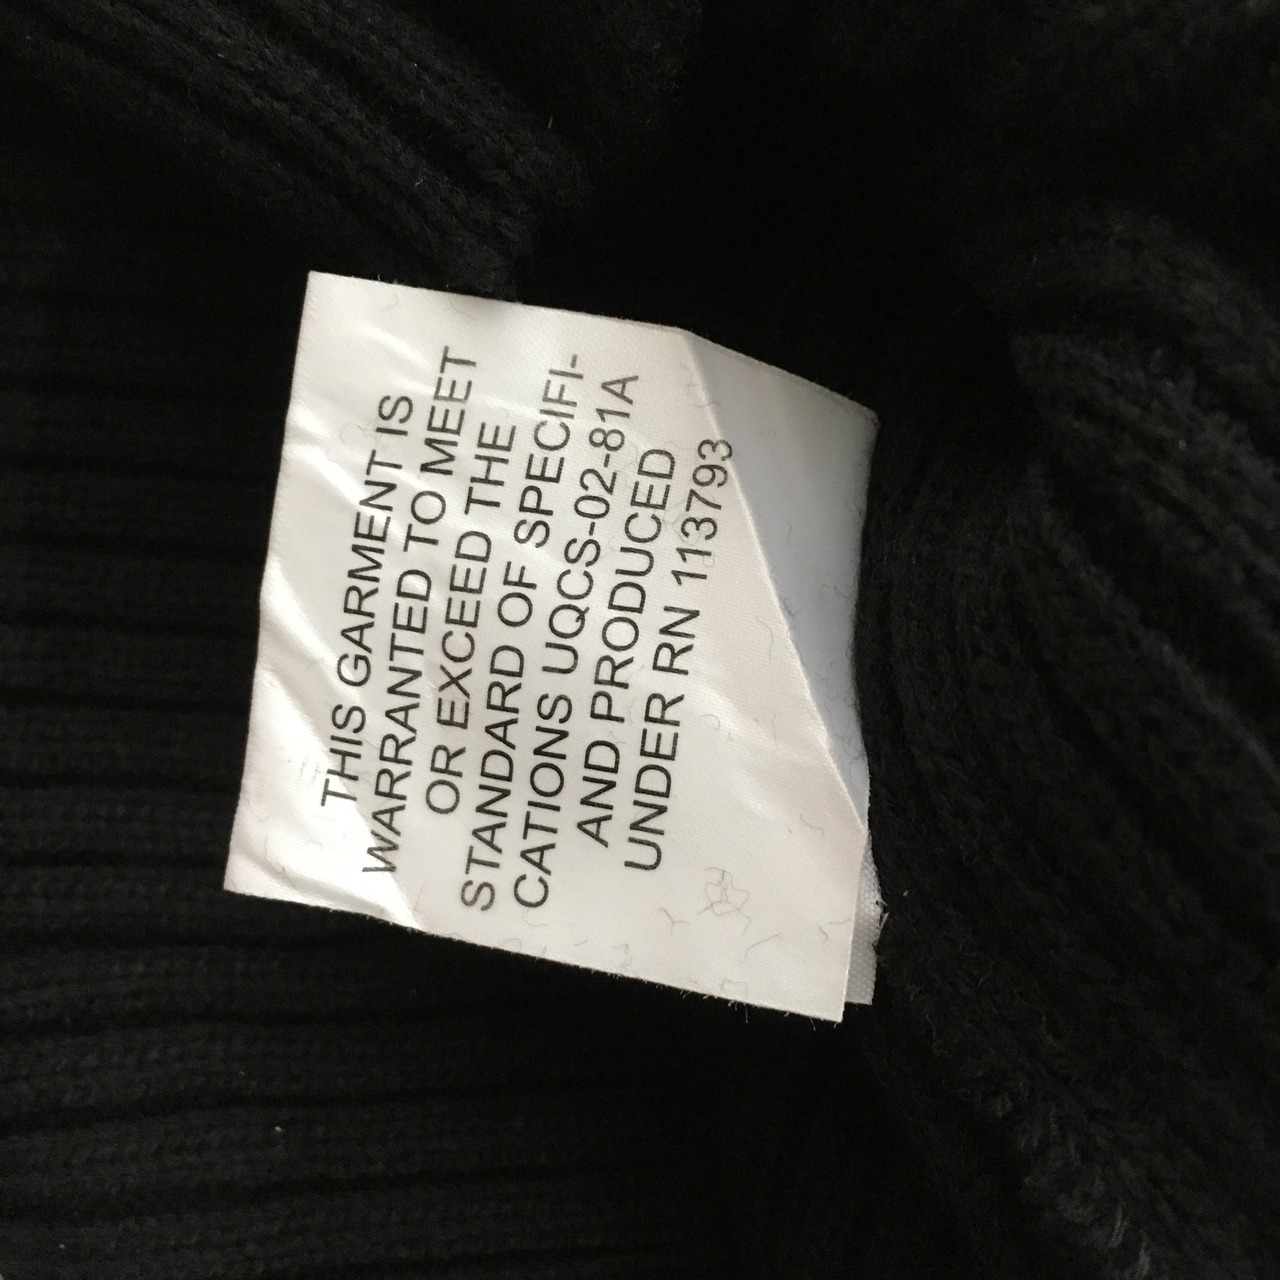 THIS GARMENT IS
WARRANTED TO MEET
OR EXCEED THE
STANDARD OF SPECIFI-
CATIONS UQCS-02-81A
AND PRODUCED
UNDER RN 113793